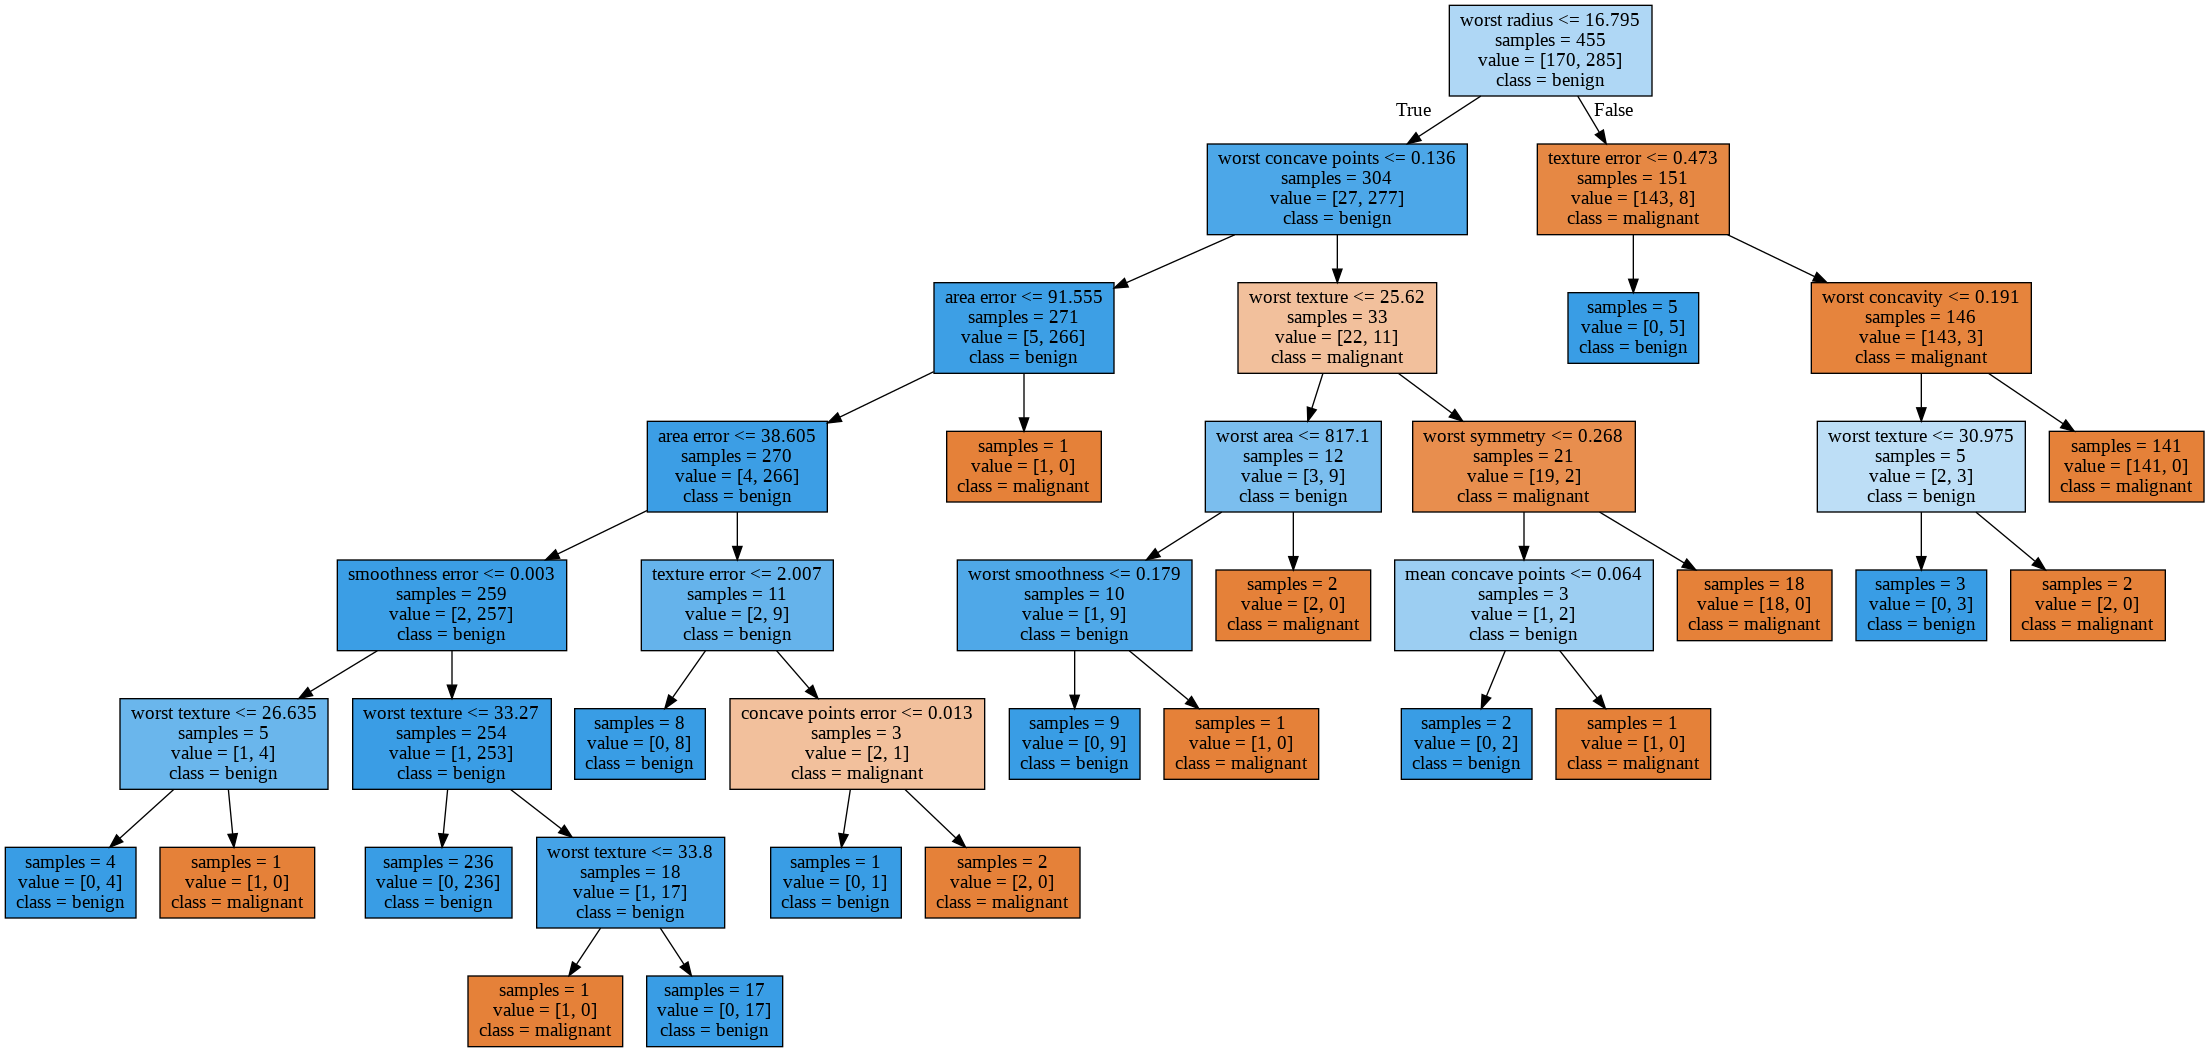 worst radius <= 16.795
samples = 455
value = [170, 285]
class = benign
True
False
worst concave points <= 0.136
samples = 304
value = [27, 277]
class = benign
texture error <= 0.473
samples = 151
value = [143, 8]
class = malignant
area error <= 91.555
samples = 271
value = [5, 266]
class = benign
worst texture <= 25.62
samples = 33
value = [22, 11]
class = malignant
samples = 5
value = [0, 5]
class = benign
worst concavity <= 0.191
samples = 146
value = [143, 3]
class = malignant
area error <= 38.605
samples = 270
value = [4, 266]
class = benign
samples = 1
value = [1, 0]
class = malignant
worst area <= 817.1
samples = 12
value = [3, 9]
class = benign
worst symmetry <= 0.268
samples = 21
value = [19, 2]
class = malignant
worst texture <= 30.975
samples = 5
value = [2, 3]
class = benign
samples = 141
value = [141, 0]
class = malignant
smoothness error <= 0.003
samples = 259
value = [2, 257]
class = benign
texture error <= 2.007
samples = 11
value = [2, 9]
class = benign
worst smoothness <= 0.179
samples = 10
value = [1, 9]
class = benign
samples = 2
value = [2, 0]
class = malignant
mean concave points <= 0.064
samples = 3
value = [1, 2]
class = benign
samples = 18
value = [18, 0]
class = malignant
samples = 3
value = [0, 3]
class = benign
samples = 2
value = [2, 0]
class = malignant
worst texture <= 26.635
samples = 5
value = [1, 4]
class = benign
worst texture <= 33.27
samples = 254
value = [1, 253]
class = benign
samples = 8
value = [0, 8]
class = benign
concave points error <= 0.013
samples = 3
value = [2, 1]
class = malignant
samples = 9
value = [0, 9]
class = benign
samples = 1
value = [1, 0]
class = malignant
samples = 2
value = [0, 2]
class = benign
samples = 1
value = [1, 0]
class = malignant
samples = 4
value = [0, 4]
class = benign
samples = 1
value = [1, 0]
class = malignant
samples = 236
value = [0, 236]
class = benign
worst texture <= 33.8
samples = 18
value = [1, 17]
class = benign
samples = 1
value = [0, 1]
class = benign
samples = 2
value = [2, 0]
class = malignant
samples = 1
value = [1, 0]
class = malignant
samples = 17
value = [0, 17]
class = benign